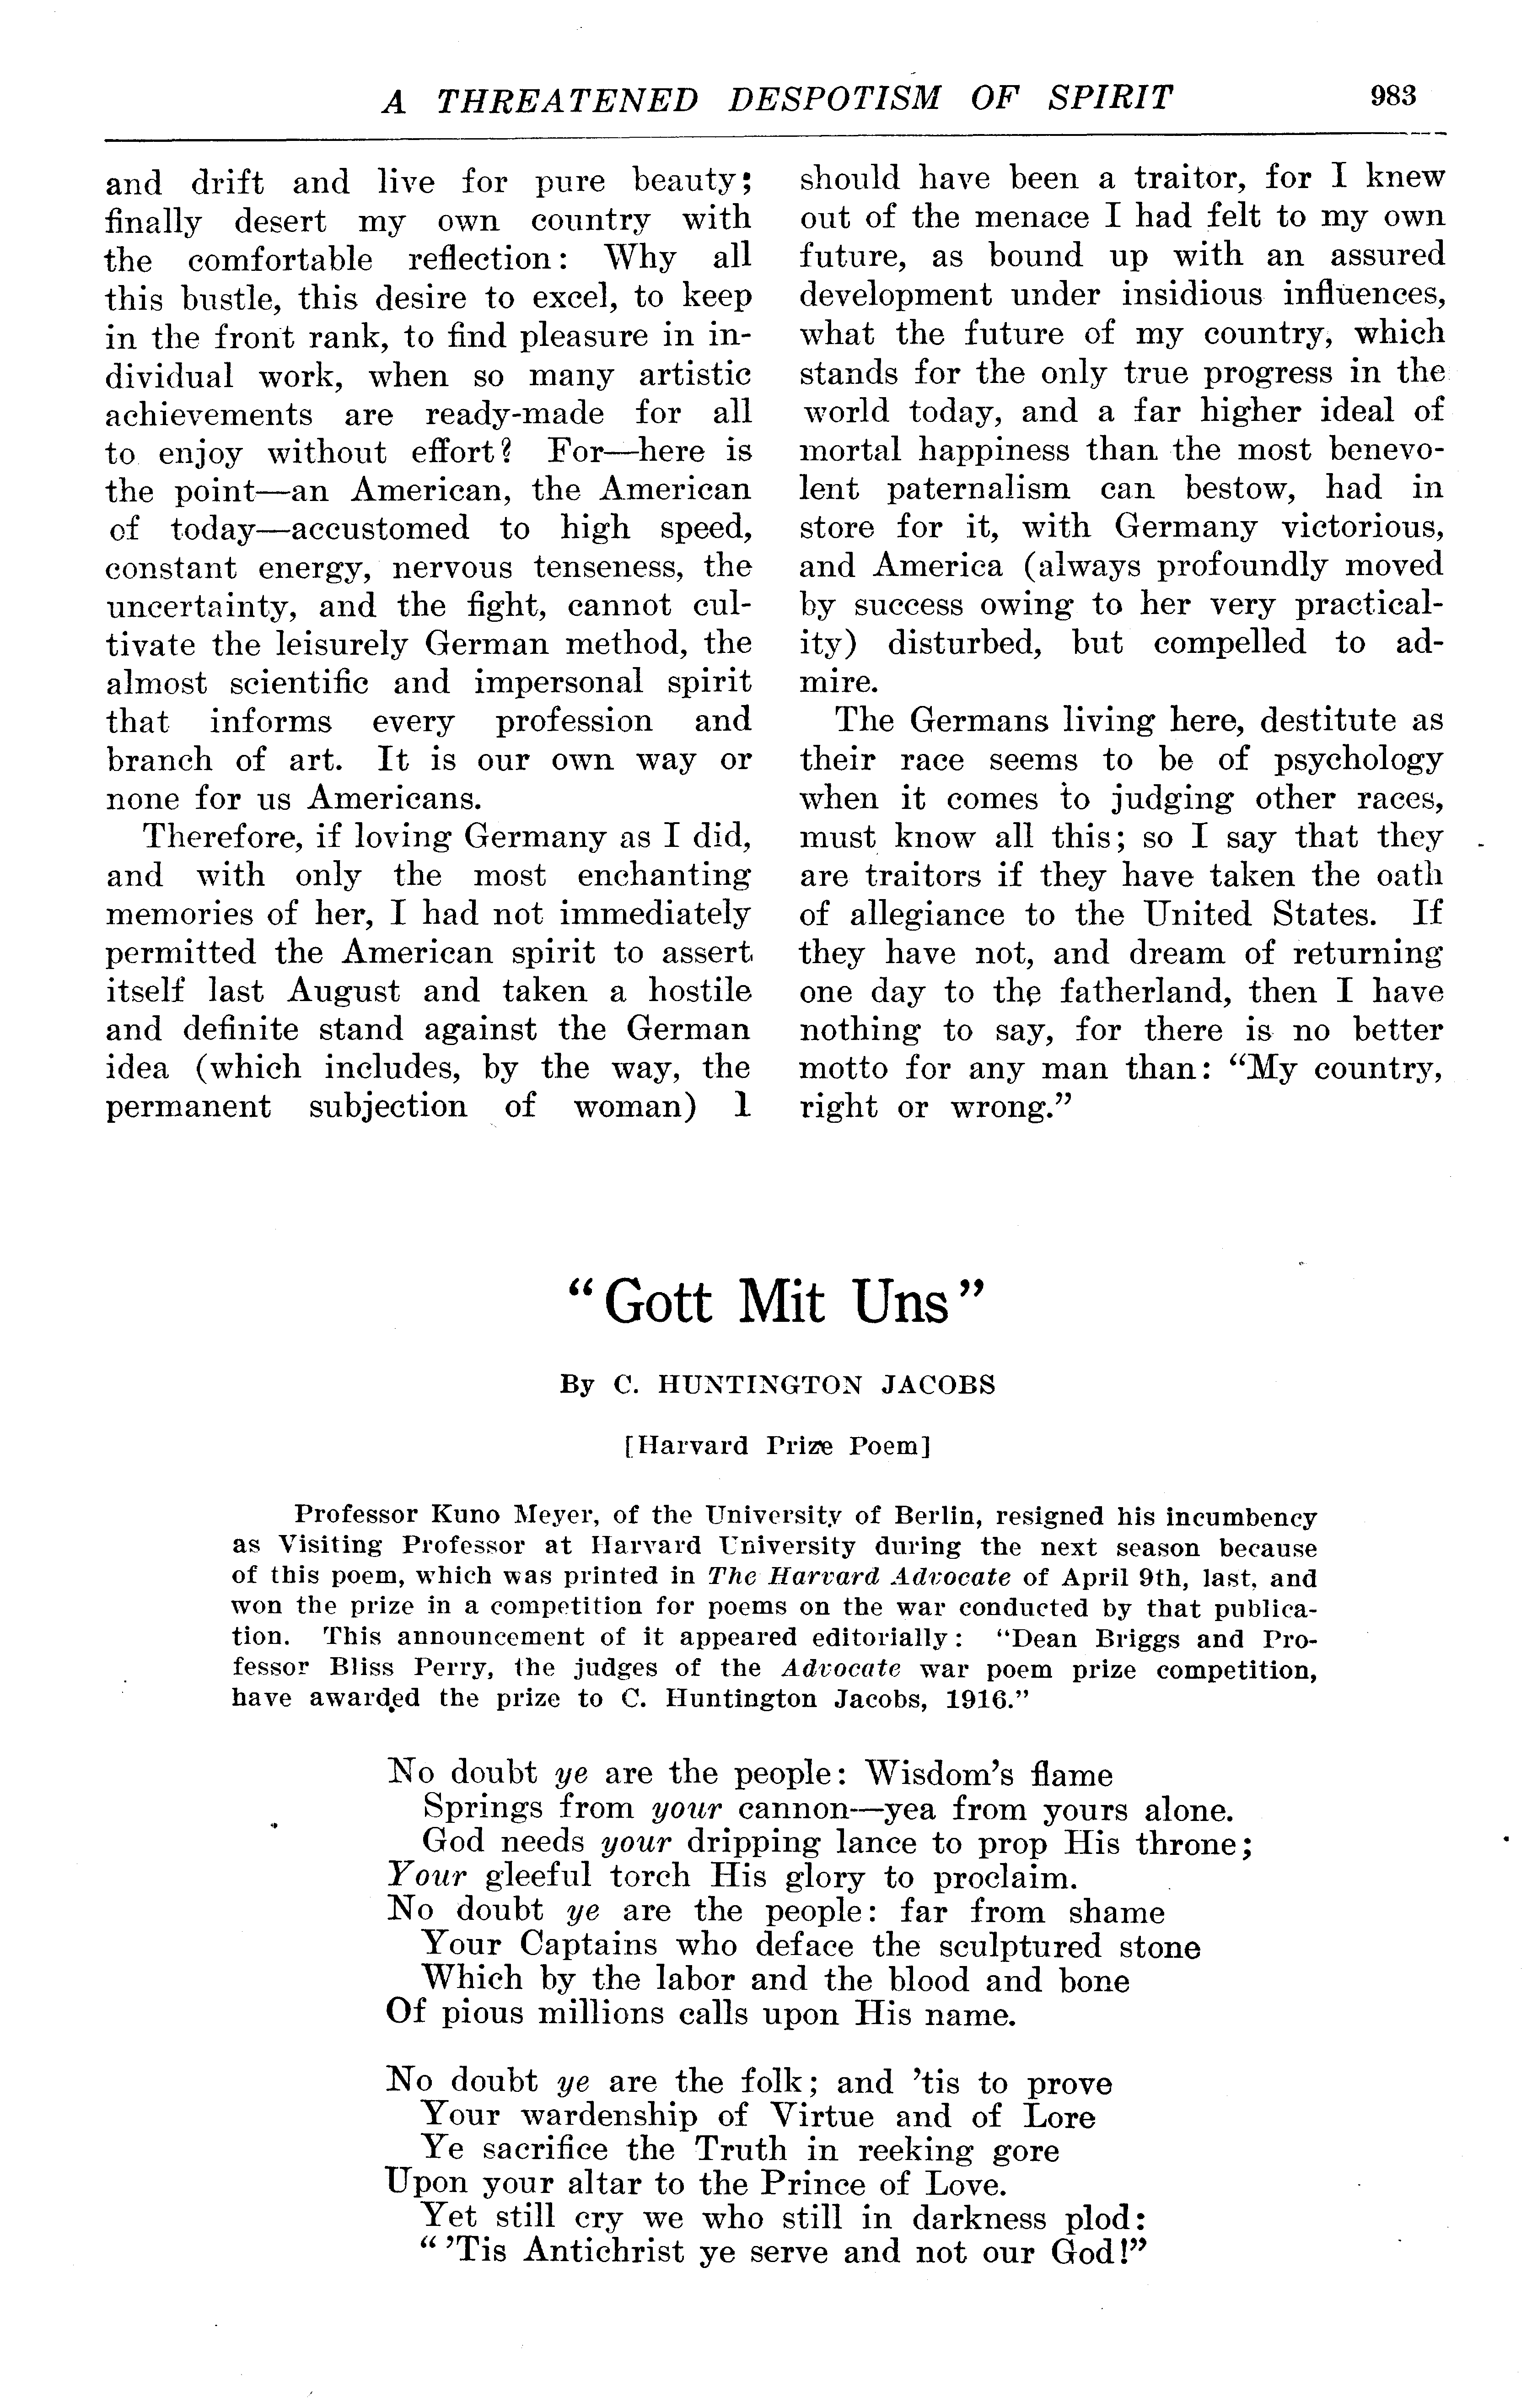 A THREATENED DESPOTISM OF SPIRIT 983
and drift and live for pure beauty;
finally desert my own country with
the comfortable reflection: Why all
this bustle, this desire to excel, to keep
in the front rank, to find pleasure in in-
dividual work, when so many artistic
achievements are ready-made for all
to enjoy without effort? For—here is
the point—an American, the American
of today—accustomed to high speed,
constant energy, nervous tenseness, the
uncertainty, and the fight, cannot cul-
tivate the leisurely German method, the
almost scientific and impersonal spirit
that informs every profession and
branch of art. It is our own way or
none for us Americans.
Therefore, if loving Germany as I did,
and with only the most enchanting
memories of her, I had not immediately
permitted the American spirit to assert
itself last August and taken a hostile
and definite stand against the German
idea (which includes, by the way, the
permanent subjection of woman) I
should have been a traitor, for I knew
out of the menace I had felt to my own
future, as bound up with an assured
development under insidious influences,
what the future of my country, which
stands for the only true progress in the
world today, and a far higher ideal of
mortal happiness than the most benevo-
lent paternalism can bestow, had in
store for it, with Germany victorious,
and America (always profoundly moved
by success owing to her very practical-
ity) disturbed, but compelled to ad-
mire.
The Germans living here, destitute as
their race seems to be of psychology
when it comes to judging other races,
must know all this; so I say that they
are traitors if they have taken the oath
of allegiance to the United States. If
they have not, and dream of returning
one day to the fatherland, then I have
nothing to say, for there is no better
motto for any man than: “My country,
right or wrong.”
“Gott Mit Uns”
By C. HUNTINGTON JACOBS
[Harvard Prize Poem]
Professor Kuno Meyer, of the University of Berlin, resigned his incumbency
as Visiting Professor at Harvard University during the next season because
of this poem, which was printed in The Harvard Advocate of April 9th, last, and
won the prize in a competition for poems on the war conducted by that publica-
tion. This announcement of it appeared editorially: “Dean Briggs and Pro-
fessor Bliss Perry, the judges of the Advocate war poem prize competition,
have awarded the prize to C. Huntington Jacobs, 1916.”
No doubt ye are the people: Wisdom’s flame
Springs from your cannon—yea from yours alone.
God needs your dripping lance to prop His throne;
Your gleeful torch His glory to proclaim.
No doubt ye are the people: far from shame
Your Captains who deface the sculptured stone
Which by the labor and the blood and bone
Of pious millions calls upon His name.
No doubt ye are the folk; and ’tis to prove
Your wardenship of Virtue and of Lore
Ye sacrifice the Truth in reeking gore
Upon your altar to the Prince of Love.
Yet still cry we who still in darkness plod:
“’Tis Antichrist ye serve and not our God!”